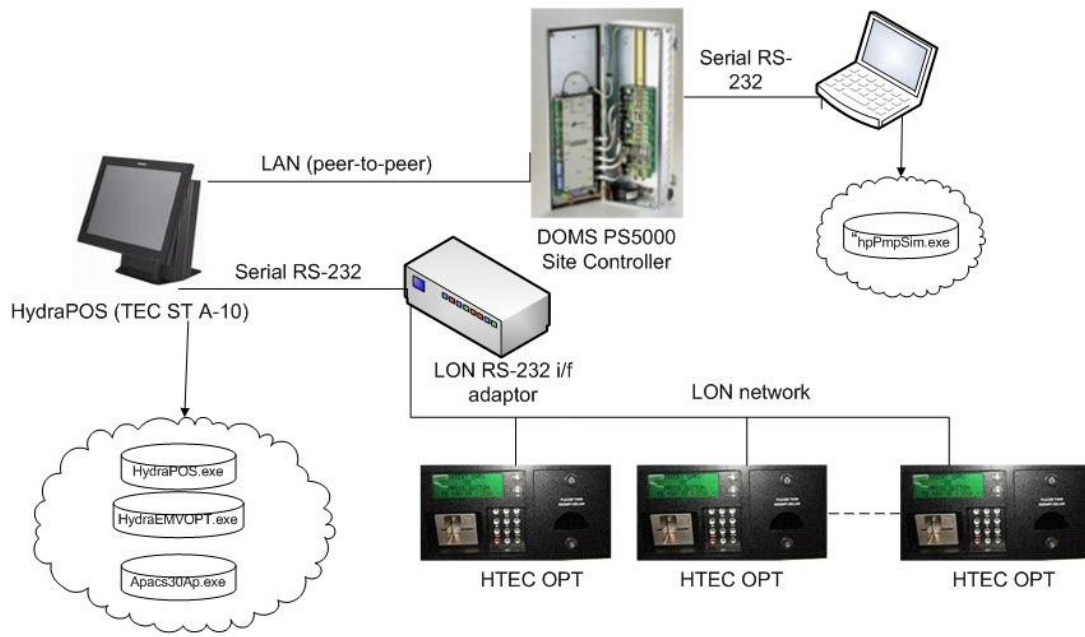 Serial RS-
232
LAN (peer-to-peer)
DOMS PS5000
Site Controller
"hpPmpSim.exe
Serial RS-232
HydraPOS (TEC ST A-10)
LON RS-232 i/f
adaptor
LON network
HydraPOS.exe
HydraEMVOPT.exe
Apacs30Ap.exe
HTEC OPT
HTEC OPT
HTEC OPT